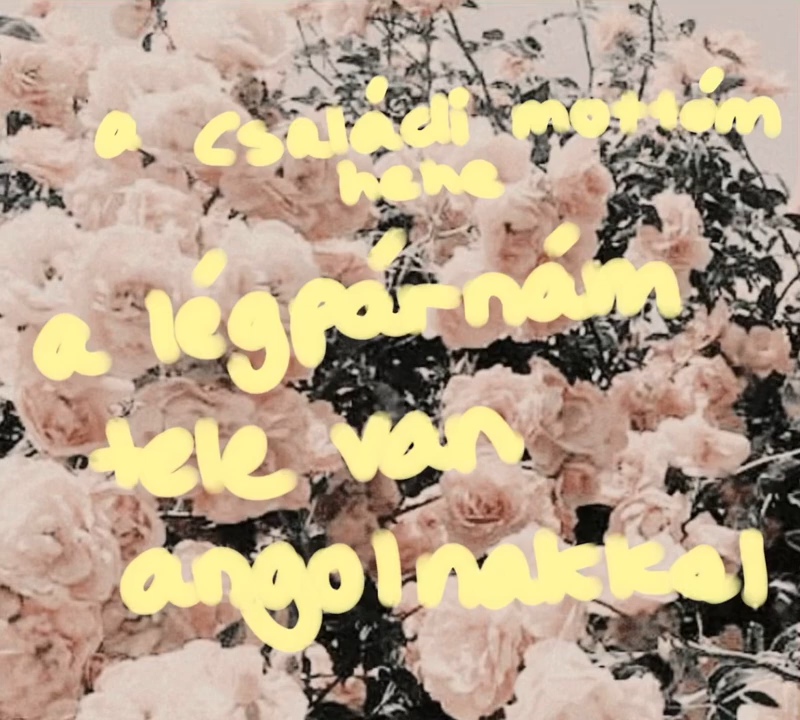 a családi mottóm
hehe
a légpárnám
tele van
angolnakkal